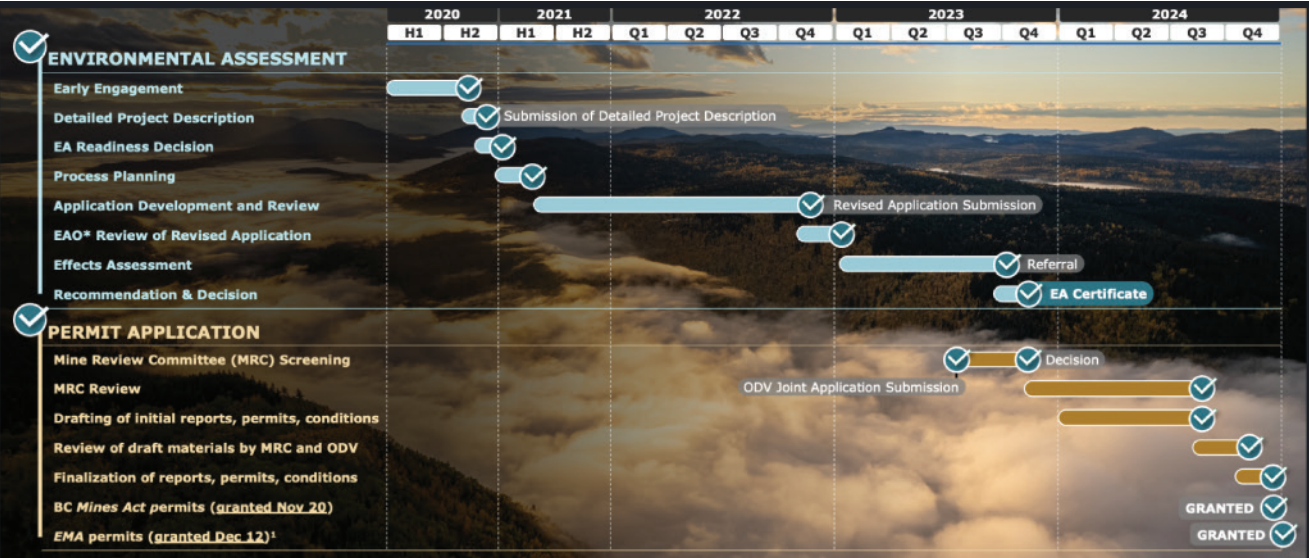 2020 2021 2022 2023 2024
H1 H2 H1 H2 Q1 Q2 Q3 Q4 Q1 Q2 Q3 Q4 Q1 Q2 Q3 Q4
ENVIRONMENTAL ASSESSMENT
Early Engagement
Detailed Project Description Submission of Detailed Project Description
EA Readiness Decision
Process Planning
Application Development and Review Revised Application Submission
EAO* Review of Revised Application
Effects Assessment Referral
Recommendation & Decision EA Certificate
PERMIT APPLICATION
Mine Review Committee (MRC) Screening Decision
MRC Review ODV Joint Application Submission
Drafting of initial reports, permits, conditions
Review of draft materials by MRC and ODV
Finalization of reports, permits, conditions
BC Mines Act permits (granted Nov 20) GRANTED
EMA permits (granted Dec 12)¹ GRANTED